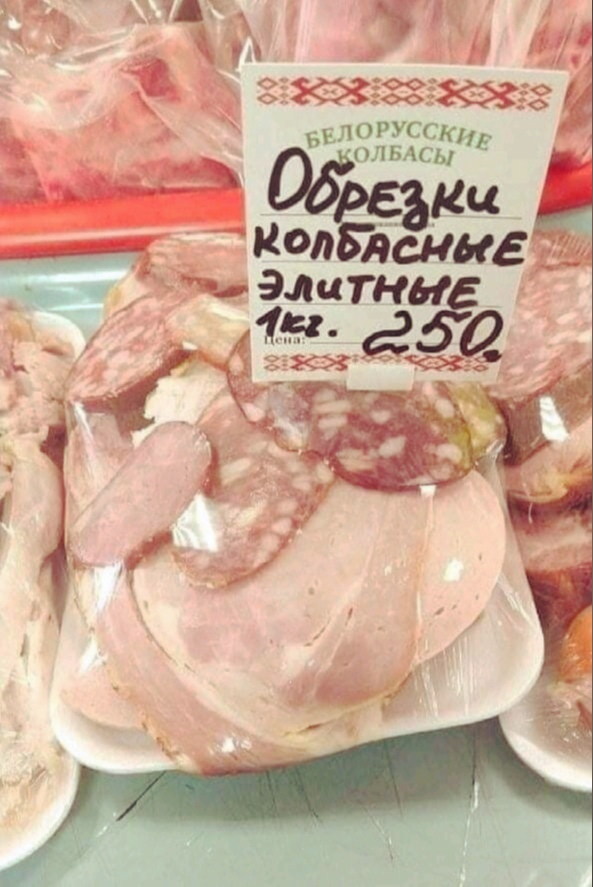 БЕЛОРУССКИЕ
КОЛБАСЫ
Обрезки
колбасные
элитные
1кг. 250.
Цена: